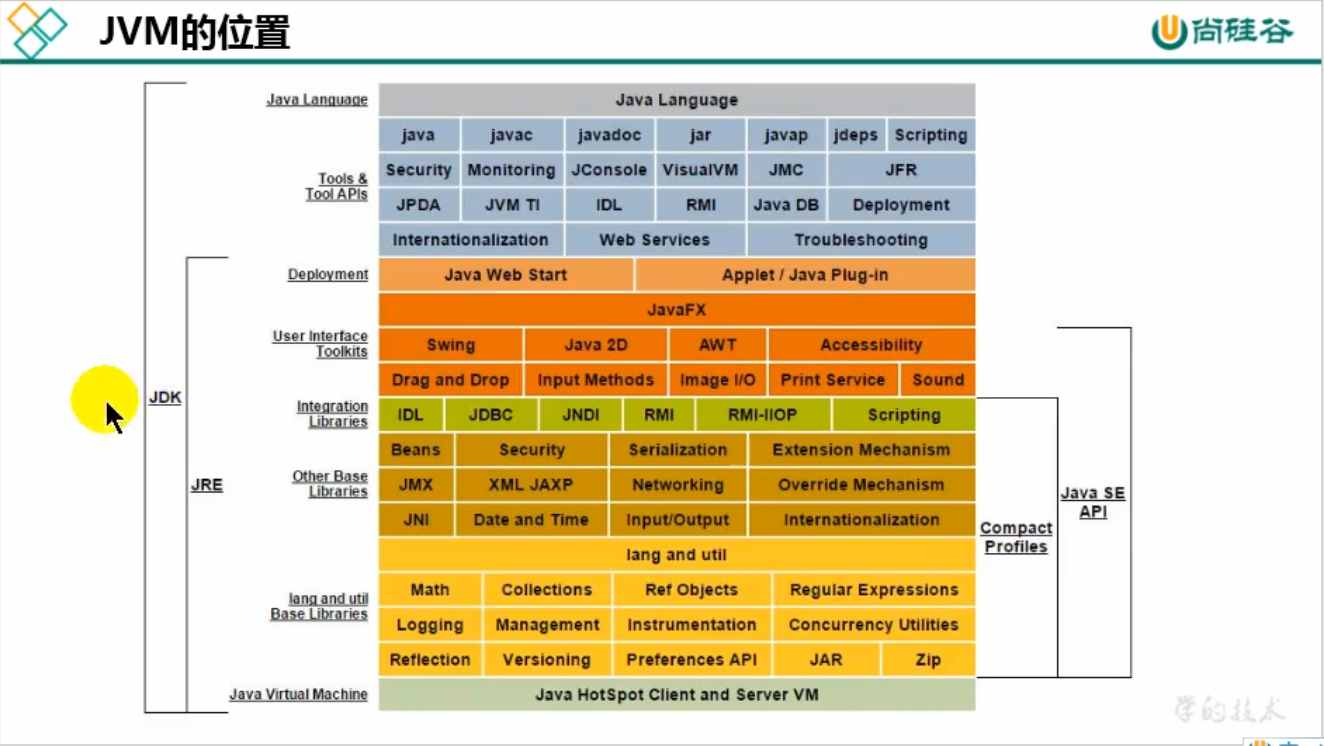 JVM的位置
尚硅谷
Java Language Java Language
java javac javadoc jar javap jdeps Scripting
Tools & Tool APIs
Security Monitoring JConsole VisualVM JMC JFR
JPDA JVM TI IDL RMI Java DB Deployment
Internationalization Web Services Troubleshooting
Deployment Java Web Start Applet / Java Plug-in
JavaFX
User Interface Toolkits
Swing Java 2D AWT Accessibility
Drag and Drop Input Methods Image I/O Print Service Sound
JDK
Integration Libraries
IDL JDBC JNDI RMI RMI-IIOP Scripting
Beans Security Serialization Extension Mechanism
JRE
Other Base Libraries
JMX XML JAXP Networking Override Mechanism
Java SE API
JNI Date and Time Input/Output Internationalization
Compact Profiles
lang and util
Math Collections Ref Objects Regular Expressions
lang and util Base Libraries
Logging Management Instrumentation Concurrency Utilities
Reflection Versioning Preferences API JAR Zip
Java Virtual Machine Java HotSpot Client and Server VM
学的技术